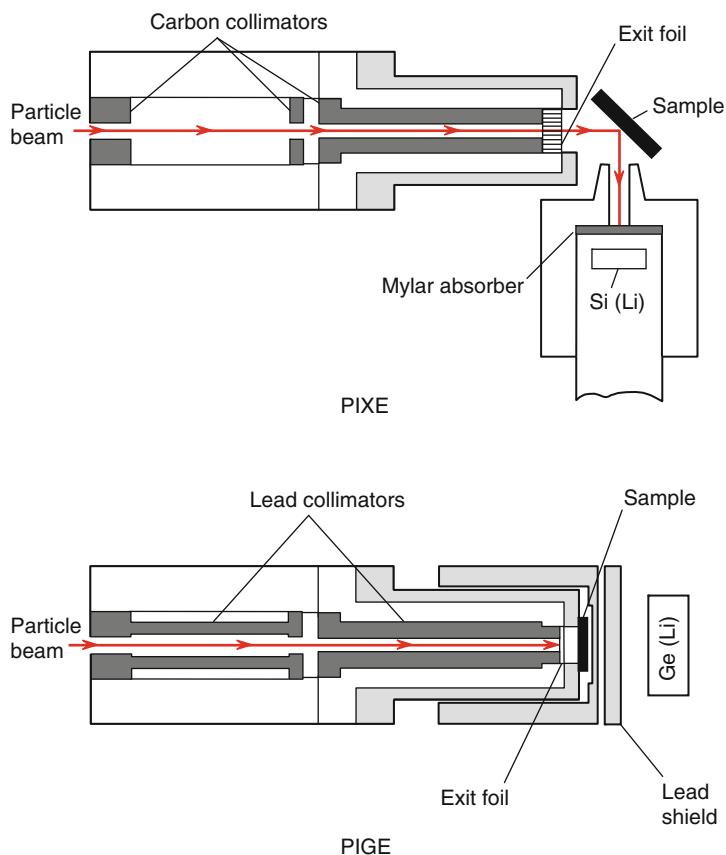 Carbon collimators
Exit foil
Particle
beam
Sample
Mylar absorber
Si (Li)
PIXE
Lead collimators
Sample
Particle
beam
Ge (Li)
Exit foil
Lead
shield
PIGE